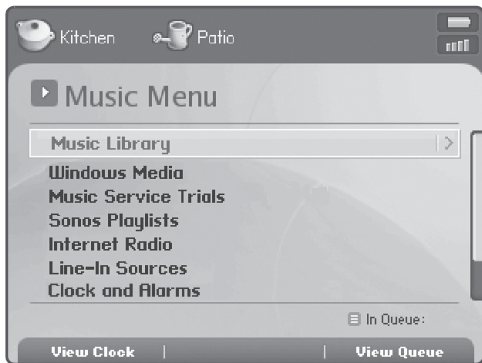 Kitchen Patio
Music Menu
Music Library
Windows Media
Music Service Trials
Sonos Playlists
Internet Radio
Line-In Sources
Clock and Alarms
In Queue:
View Clock View Queue